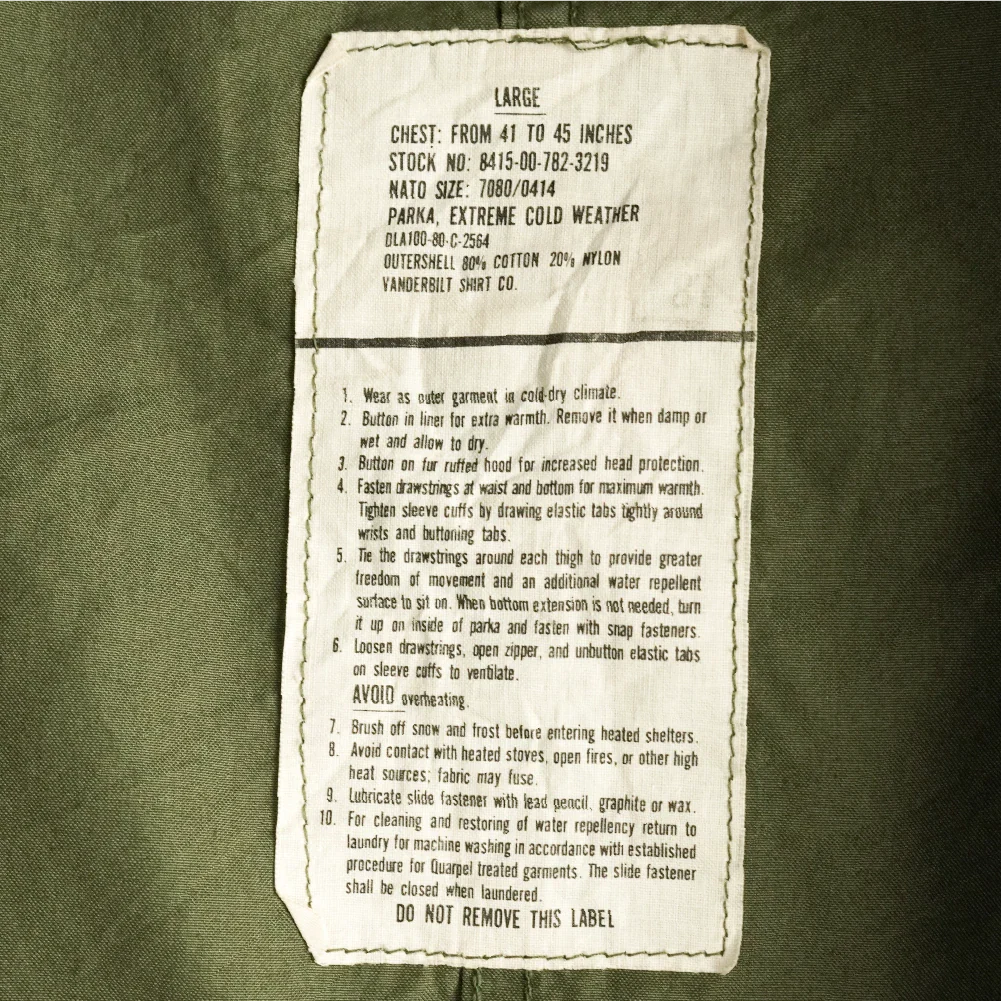 LARGE
CHEST: FROM 41 TO 45 INCHES
STOCK NO: 8415-00-782-3219
NATO SIZE: 7080/0414
PARKA, EXTREME COLD WEATHER
DLA100-80-C-2564
OUTERSHELL 80% COTTON 20% NYLON
VANDERBILT SHIRT CO.
1. Wear as outer garment in cold-dry climate.
2. Button in liner for extra warmth. Remove it when damp or
wet and allow to dry.
3. Button on fur ruffed hood for increased head protection.
4. Fasten drawstrings at waist and bottom for maximum warmth.
Tighten sleeve cuffs by drawing elastic tabs tightly around
wrists and buttoning tabs.
5. Tie the drawstrings around each thigh to provide greater
freedom of movement and an additional water repellent
surface to sit on. When bottom extension is not needed, turn
it up on inside of parka and fasten with snap fasteners.
6. Loosen drawstrings, open zipper, and unbutton elastic tabs
on sleeve cuffs to ventilate.
AVOID overheating.
7. Brush off snow and frost before entering heated shelters.
8. Avoid contact with heated stoves, open fires, or other high
heat sources; fabric may fuse.
9. Lubricate slide fastener with lead pencil, graphite or wax.
10. For cleaning and restoring of water repellency return to
laundry for machine washing in accordance with established
procedure for Quarpel treated garments. The slide fastener
shall be closed when laundered.
DO NOT REMOVE THIS LABEL